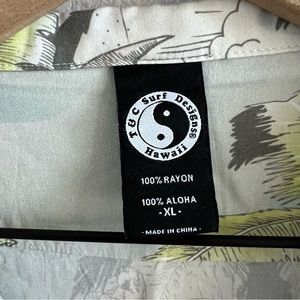 T & C Surf Designs®
Hawaii
100% RAYON
100% ALOHA
- XL -
- MADE IN CHINA -